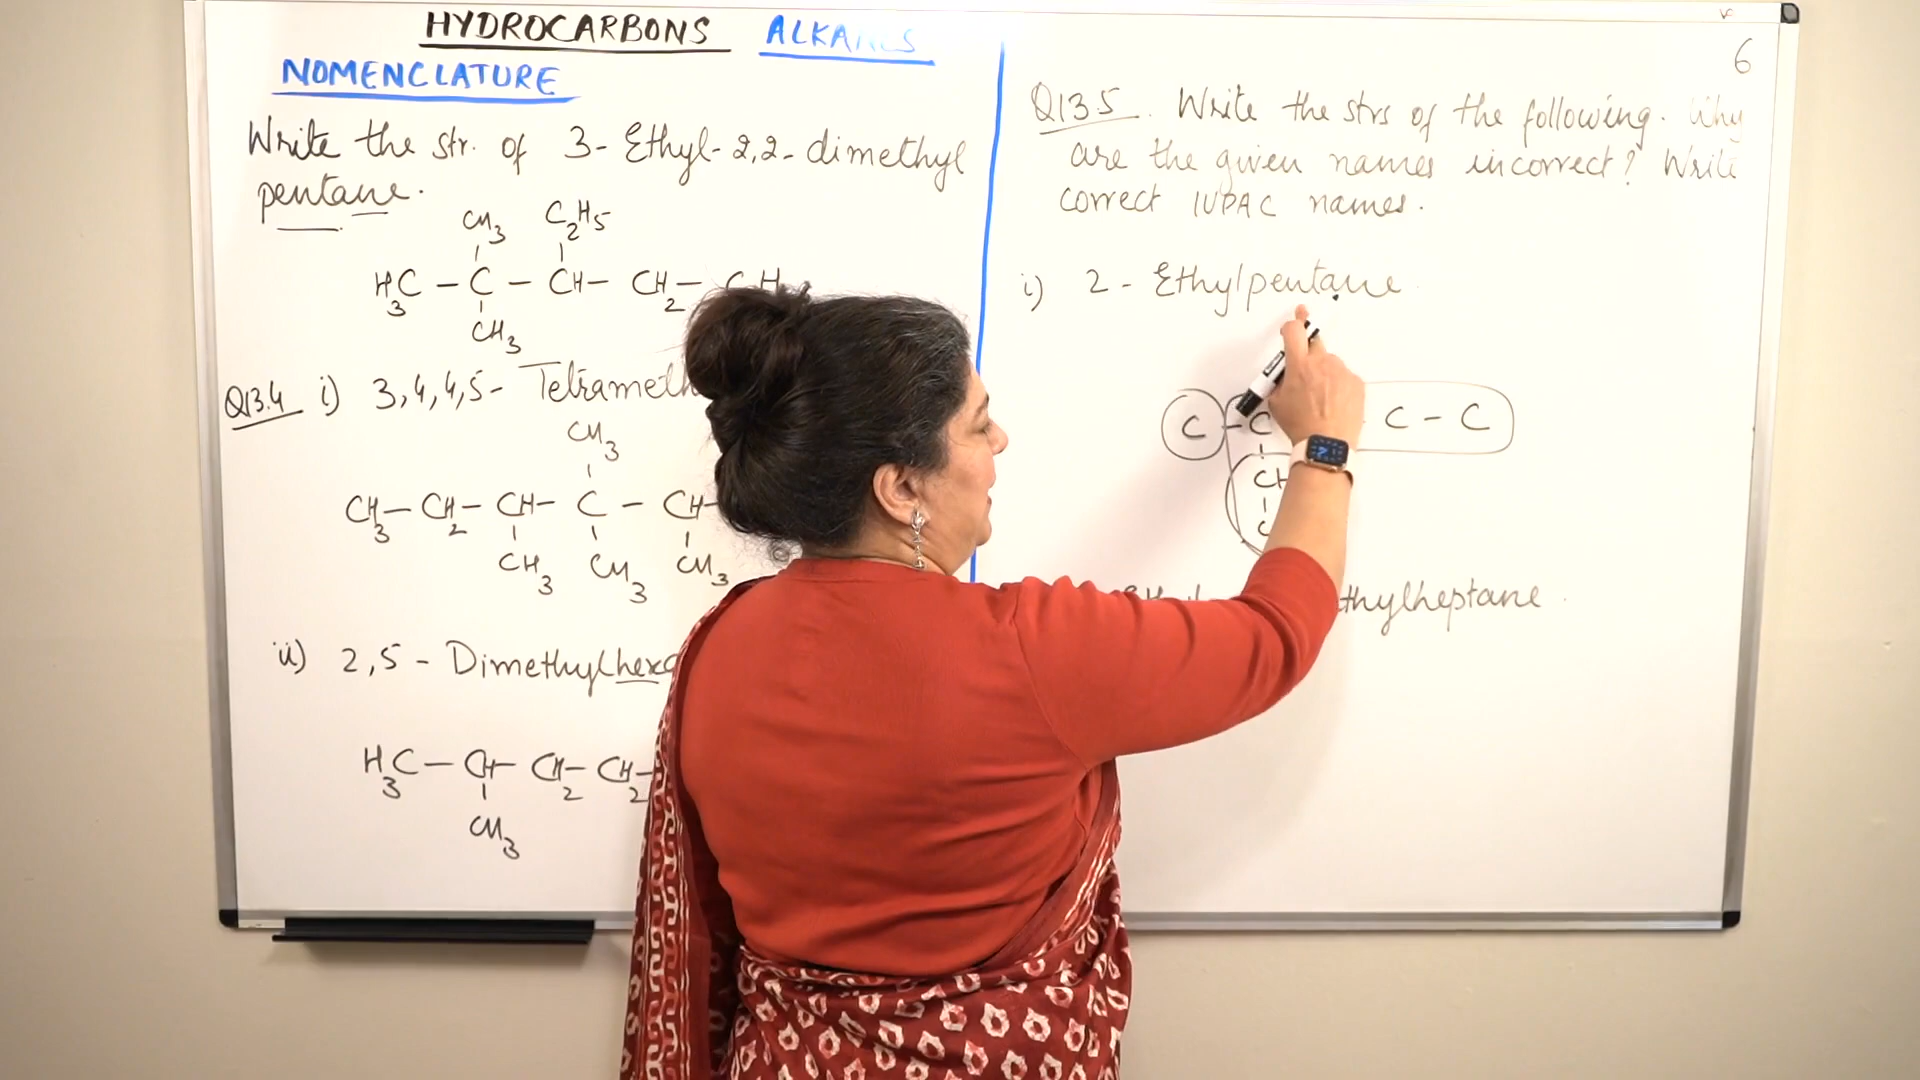 HYDROCARBONS ALKANES
NOMENCLATURE
Write the str. of 3-Ethyl-2,2-dimethyl
pentane.
CH3 C2H5
H3C - C - CH - CH2 - CH
CH3
Q13.4 i) 3,4,4,5-Tetrameth
CH3
CH3 - CH2 - CH - C - CH -
CH3 CH3 CH3
ii) 2,5-Dimethylhexa
H3C - CH - CH2 - CH2 -
CH3
6
Q13.5. Write the strs of the following. Why
are the given names incorrect? Write
correct IUPAC names.
i) 2-Ethylpentane
C - C - C - C
CH
thylheptane.